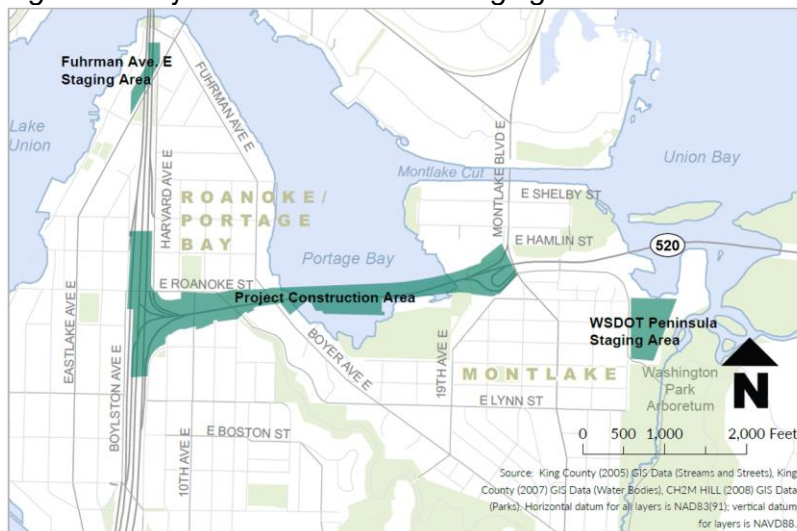 Fuhrman Ave. E
Staging Area
FUHRMAN AVE E
Lake
Union
HARVARD AVE E
ROANOKE/
PORTAGE
BAY
Montlake Cut
MONTLAKE BLVD E
Union Bay
E SHELBY ST
E HAMLIN ST
520
Portage Bay
E ROANOKE ST
Project Construction Area
EASTLAKE AVE E
BOYLSTON AVE E
BOYER AVE E
19TH AVE E
WSDOT Peninsula
Staging Area
MONTLAKE
Washington
Park
Arboretum
N
E LYNN ST
E BOSTON ST
10TH AVE E
0 500 1,000 2,000 Feet
Source: King County (2005) GIS Data (Streams and Streets), King
County (2007) GIS Data (Water Bodies), CH2M HILL (2008) GIS Data
(Parks). Horizontal datum for all layers is NAD83(91); vertical datum
for layers is NAVD88.